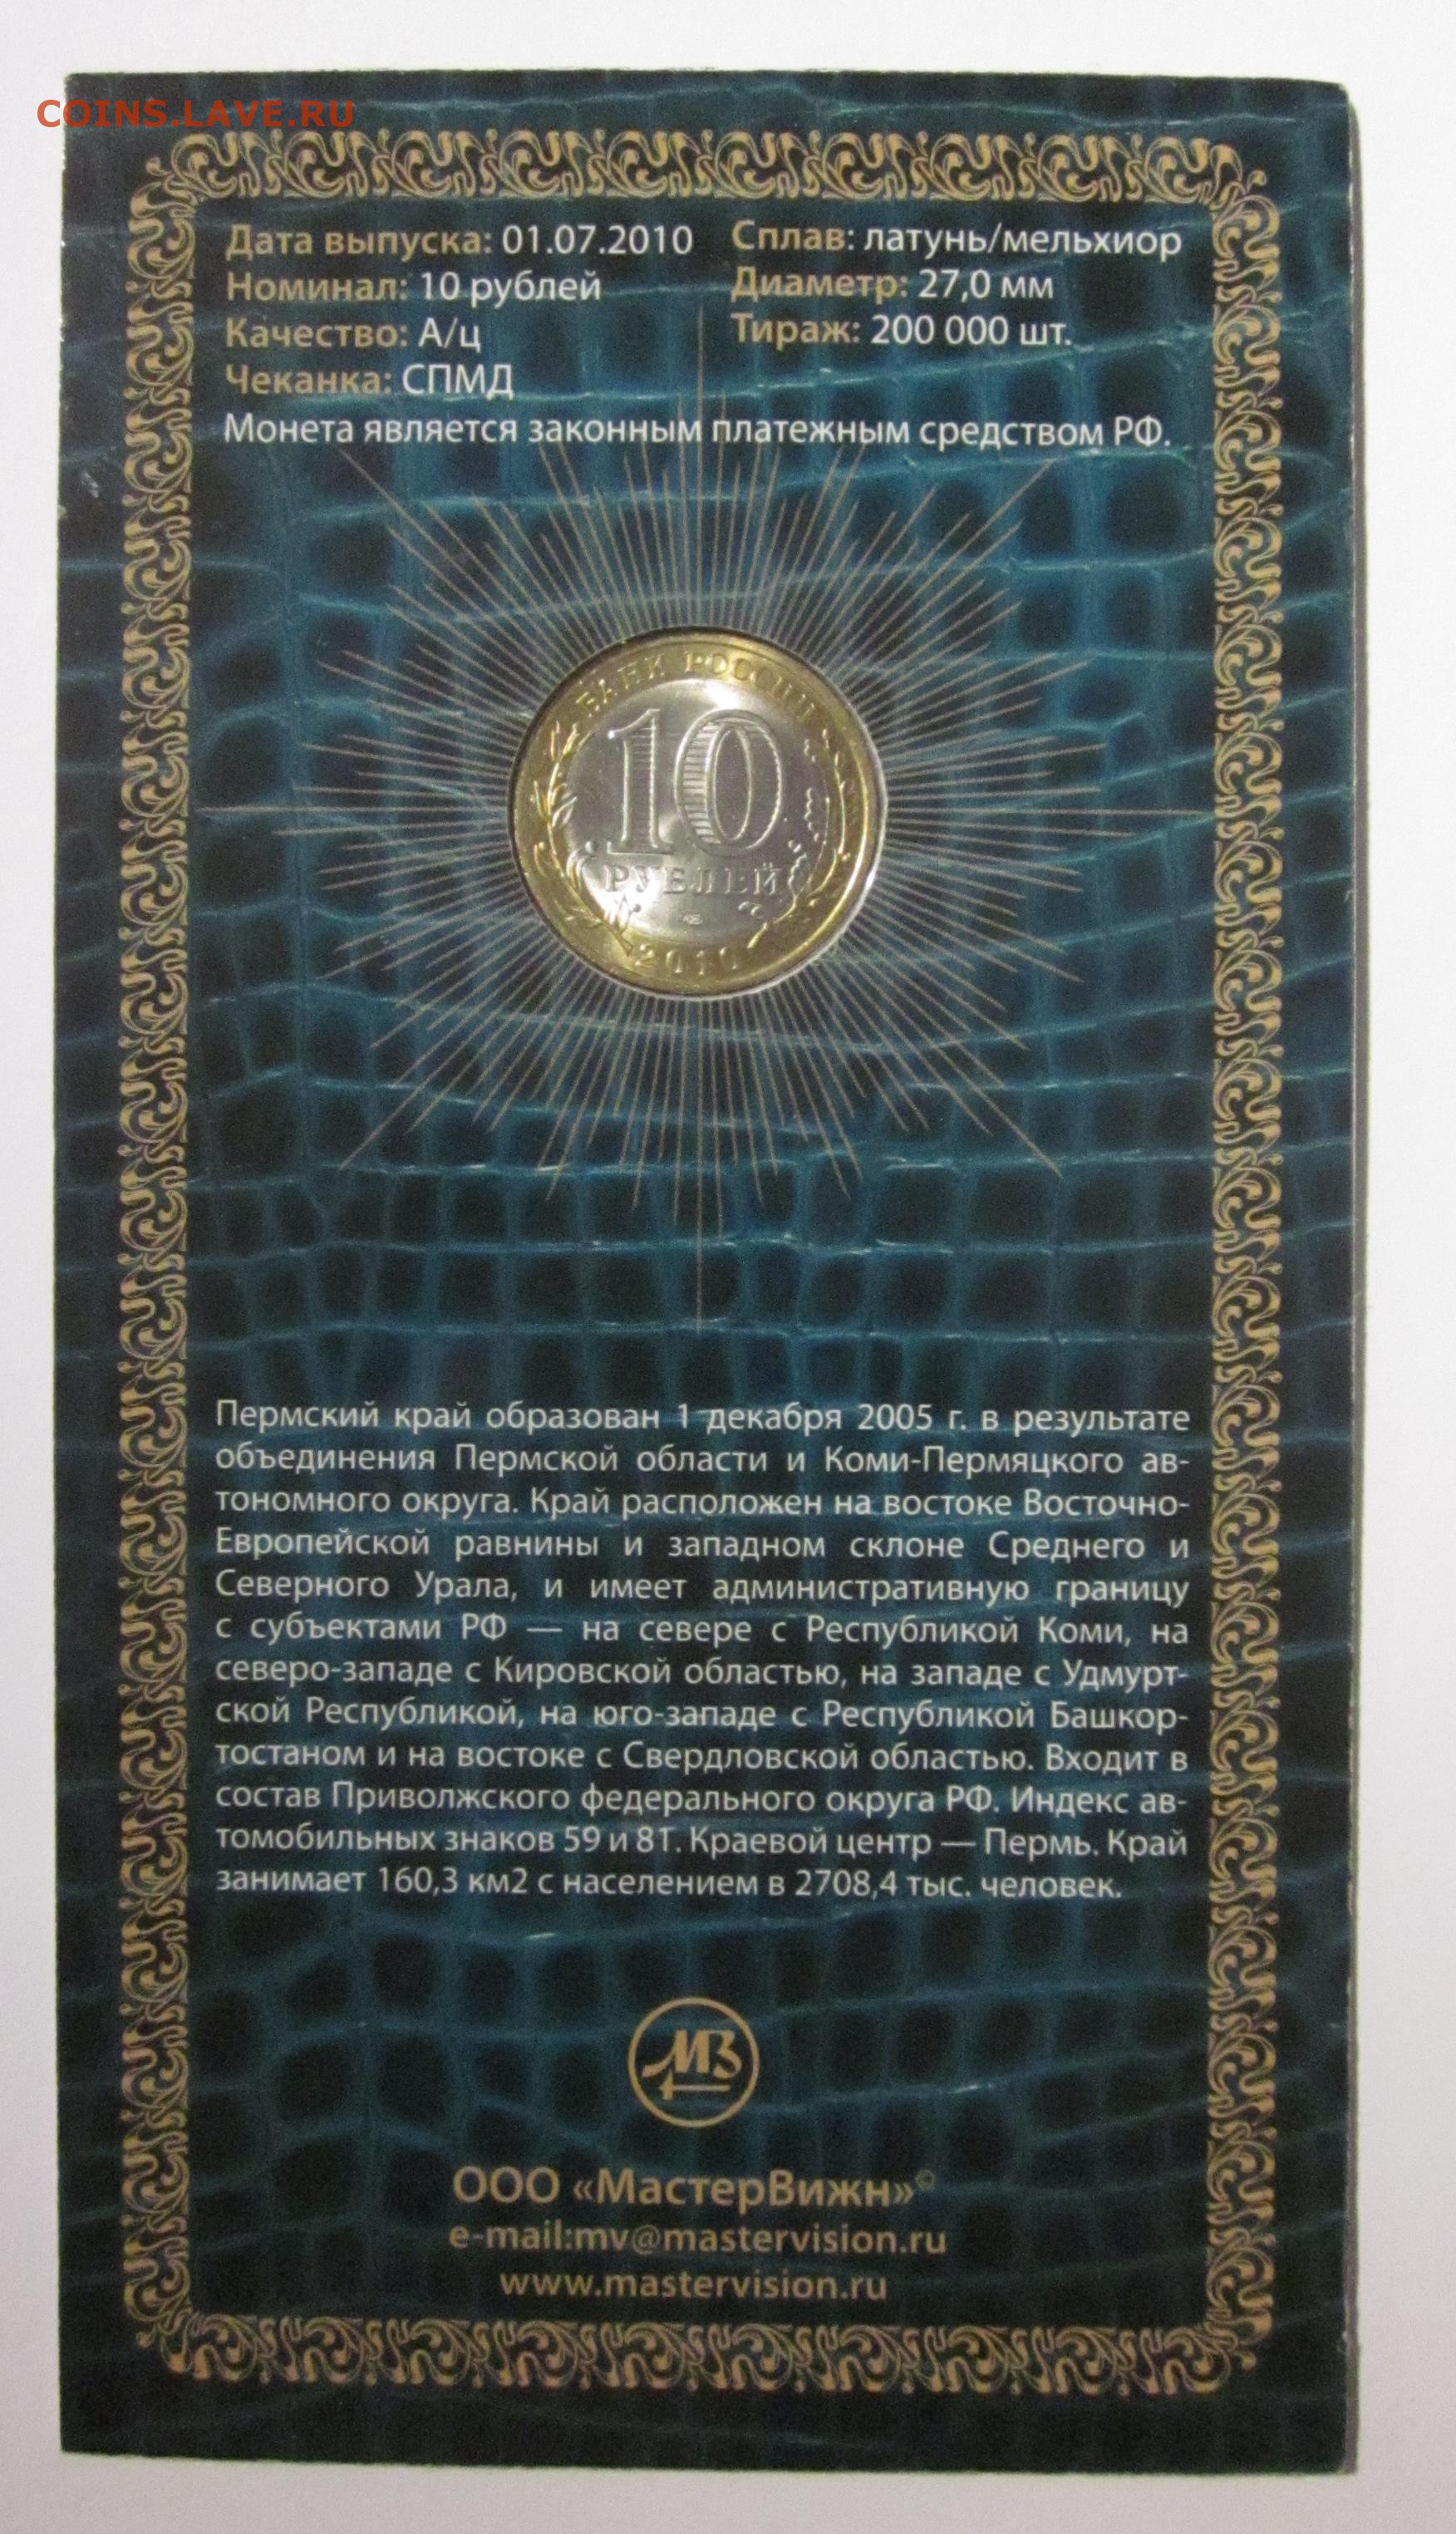 COINS.LAVE.RU
Дата выпуска: 01.07.2010
Номинал: 10 рублей
Качество: А/ц
Чеканка: СПМД
Сплав: латунь/мельхиор
Диаметр: 27,0 мм
Тираж: 200 000 шт.
Монета является законным платежным средством РФ.
БАНК РОССИИ
10
РУБЛЕЙ
2010
Пермский край образован 1 декабря 2005 г. в результате
объединения Пермской области и Коми-Пермяцкого ав-
тономного округа. Край расположен на востоке Восточно-
Европейской равнины и западном склоне Среднего и
Северного Урала, и имеет административную границу
с субъектами РФ — на севере с Республикой Коми, на
северо-западе с Кировской областью, на западе с Удмурт-
ской Республикой, на юго-западе с Республикой Башкор-
тостаном и на востоке с Свердловской областью. Входит в
состав Приволжского федерального округа РФ. Индекс ав-
томобильных знаков 59 и 81. Краевой центр — Пермь. Край
занимает 160,3 км2 с населением в 2708,4 тыс. человек.
МВ
ООО «МастерВижн»©
e-mail:mv@mastervision.ru
www.mastervision.ru